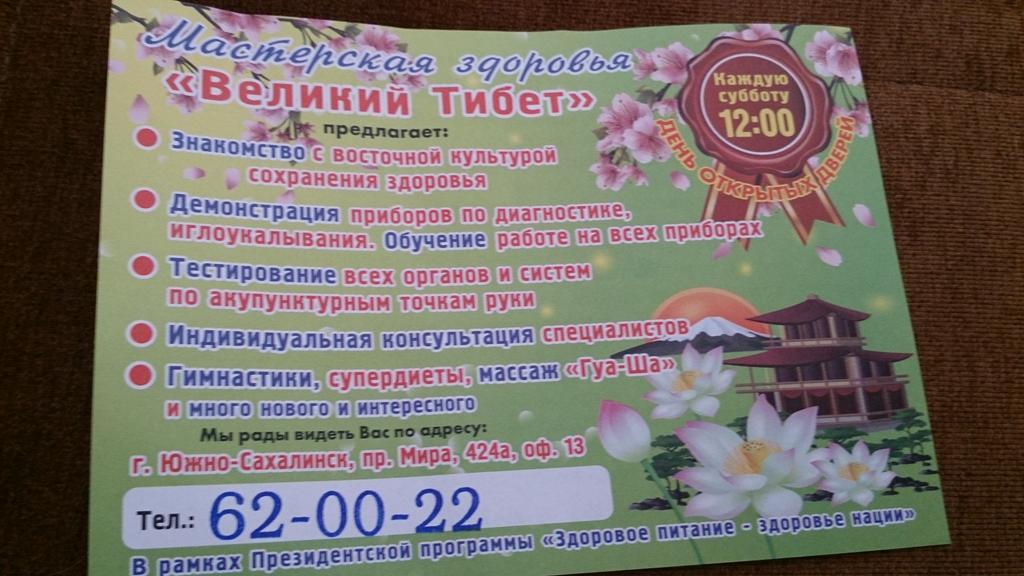 Мастерская здоровья
«Великий Тибет»
предлагает:
Знакомство с восточной культурой
сохранения здоровья
Демонстрация приборов по диагностике,
иглоукалывания. Обучение работе на всех приборах
Тестирование всех органов и систем
по акупунктурным точкам руки
Индивидуальная консультация специалистов
Гимнастики, супердиеты, массаж «Гуа-Ша»
и много нового и интересного
Мы рады видеть Вас по адресу:
г. Южно-Сахалинск, пр. Мира, 424а, оф. 13
Тел.: 62-00-22
В рамках Президентской программы «Здоровое питание - здоровье нации»
Каждую
субботу
12:00
ДЕНЬ ОТКРЫТЫХ ДВЕРЕЙ